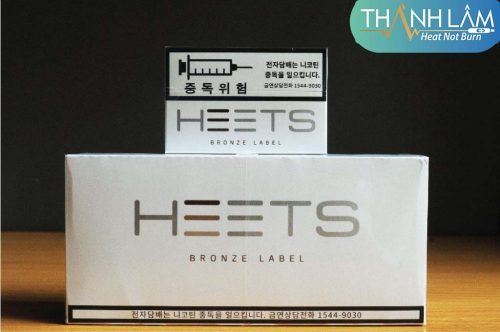 THANH LÂM
Heat Not Burn
전자담배는 니코틴
중독을 일으킵니다.
중독위험
금연상담전화 1544-9030
HEETS
BRONZE LABEL
HEETS
BRONZE LABEL
전자담배는 니코틴 중독을 일으킵니다. 금연상담전화 1544-9030